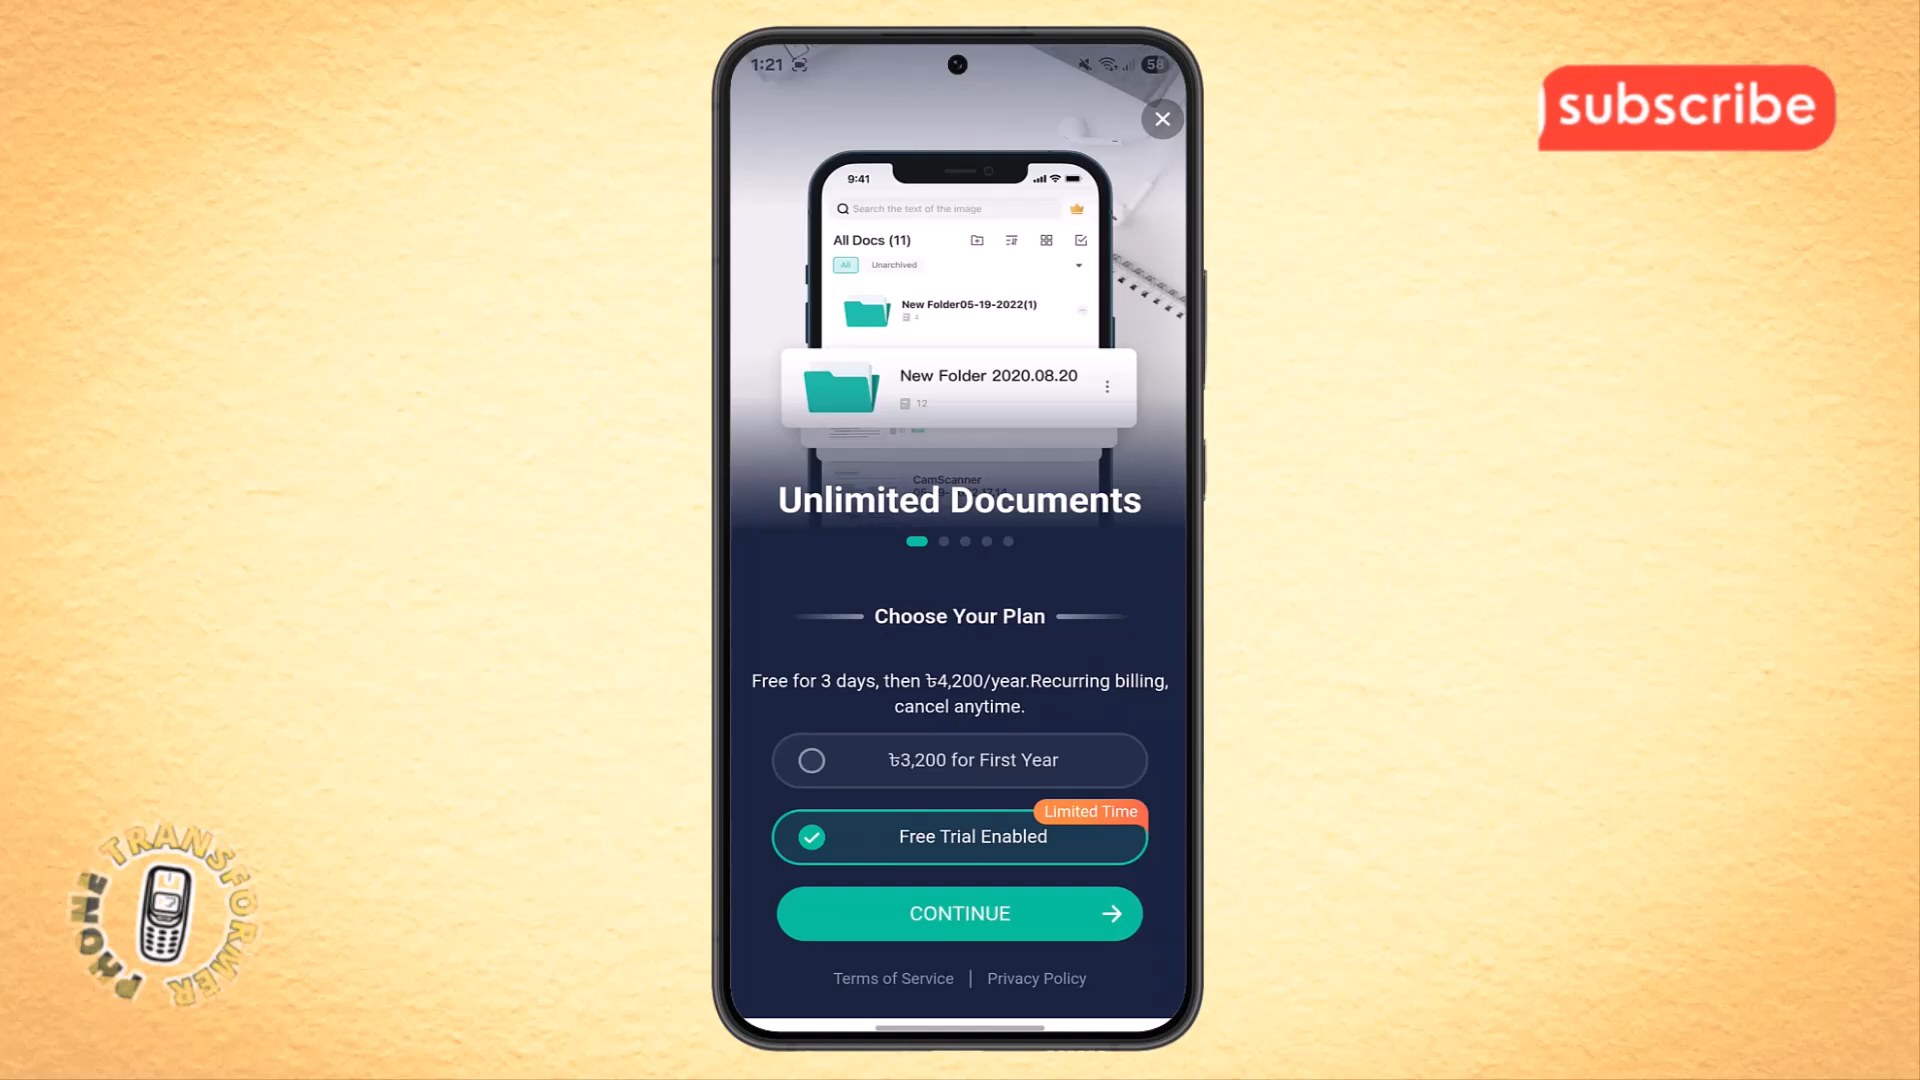 1:21
58
subscribe
9:41
Search the text of the image
All Docs (11)
All
Unarchived
New Folder05-19-2022(1)
4
New Folder 2020.08.20
12
CamScanner
Unlimited Documents
Choose Your Plan
Free for 3 days, then ৳4,200/year.Recurring billing,
cancel anytime.
৳3,200 for First Year
Limited Time
Free Trial Enabled
CONTINUE
Terms of Service | Privacy Policy
PHONE TRANSFORMER